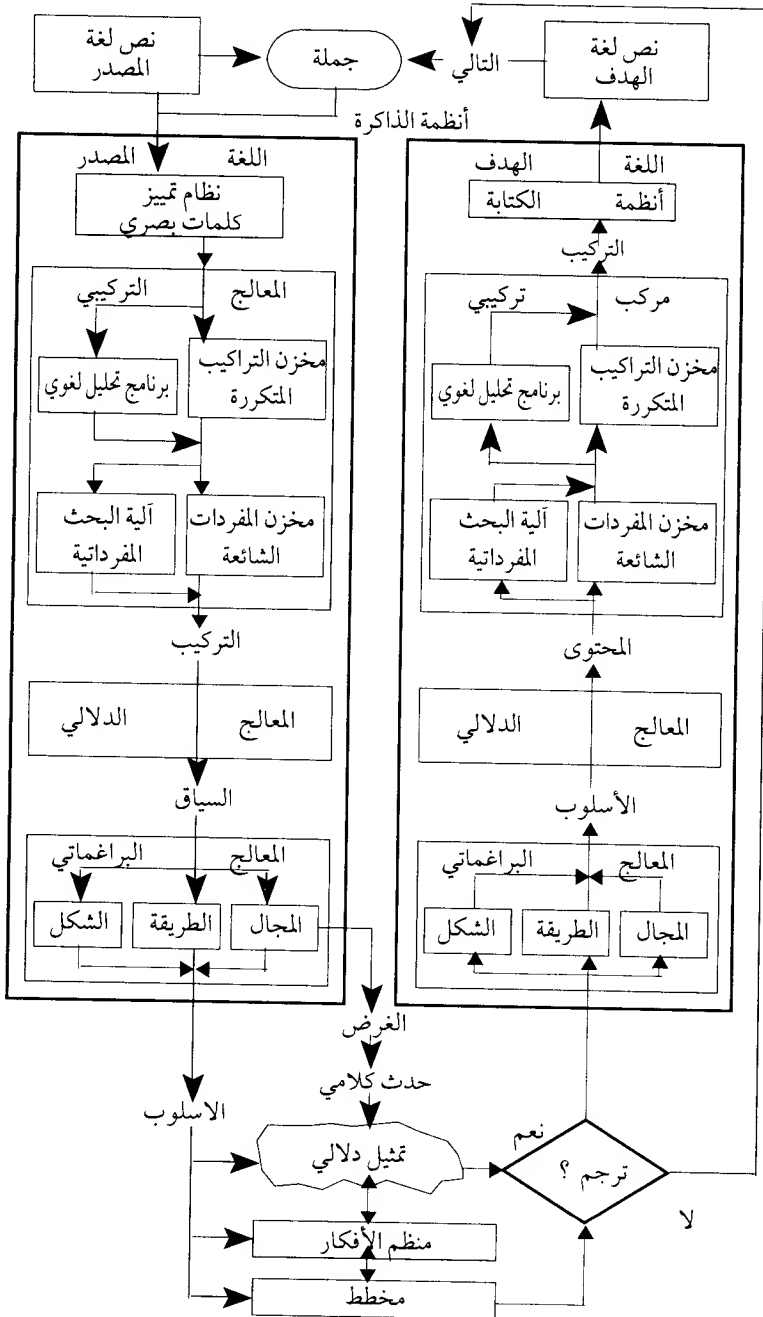 نص لغة
المصدر
جملة
التالي
نص لغة
الهدف
أنظمة الذاكرة
اللغة المصدر
نظام تمييز
كلمات بصري
المعالج التركيبي
مخزن التراكيب
المتكررة
برنامج تحليل لغوي
مخزن المفردات
الشائعة
آلية البحث
المفرداتية
التركيب
المعالج الدلالي
السياق
المعالج البراغماتي
المجال
الطريقة
الشكل
الغرض
حدث كلامي
الاسلوب
تمثيل دلالي
منظم الأفكار
مخطط
ترجم ؟
نعم
لا
اللغة الهدف
أنظمة الكتابة
التركيب
مركب تركيبي
مخزن التراكيب
المتكررة
برنامج تحليل لغوي
مخزن المفردات
الشائعة
آلية البحث
المفرداتية
المحتوى
المعالج الدلالي
الأسلوب
المعالج البراغماتي
المجال
الطريقة
الشكل